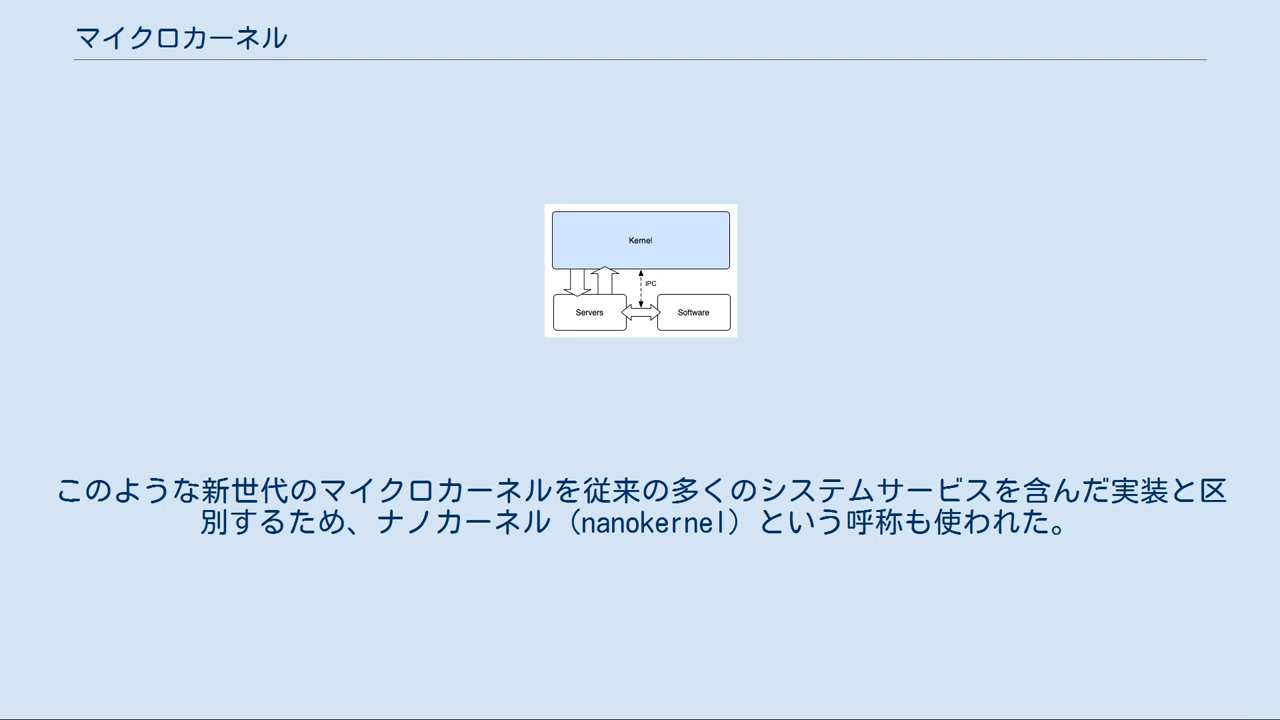 マイクロカーネル
Kernel
IPC
Servers
Software
このような新世代のマイクロカーネルを従来の多くのシステムサービスを含んだ実装と区
別するため、ナノカーネル（nanokernel）という呼称も使われた。